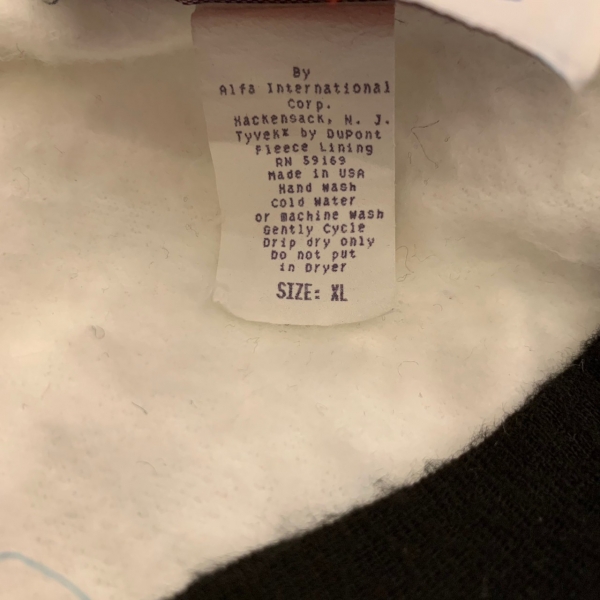 By
Alfa International
Corp.
Hackensack, N. J.
Tyvek* by DuPont
Fleece Lining
RN 59169
Made in USA
Hand Wash
Cold Water
or machine Wash
Gently Cycle
Drip dry only
Do not put
in Dryer
SIZE: XL